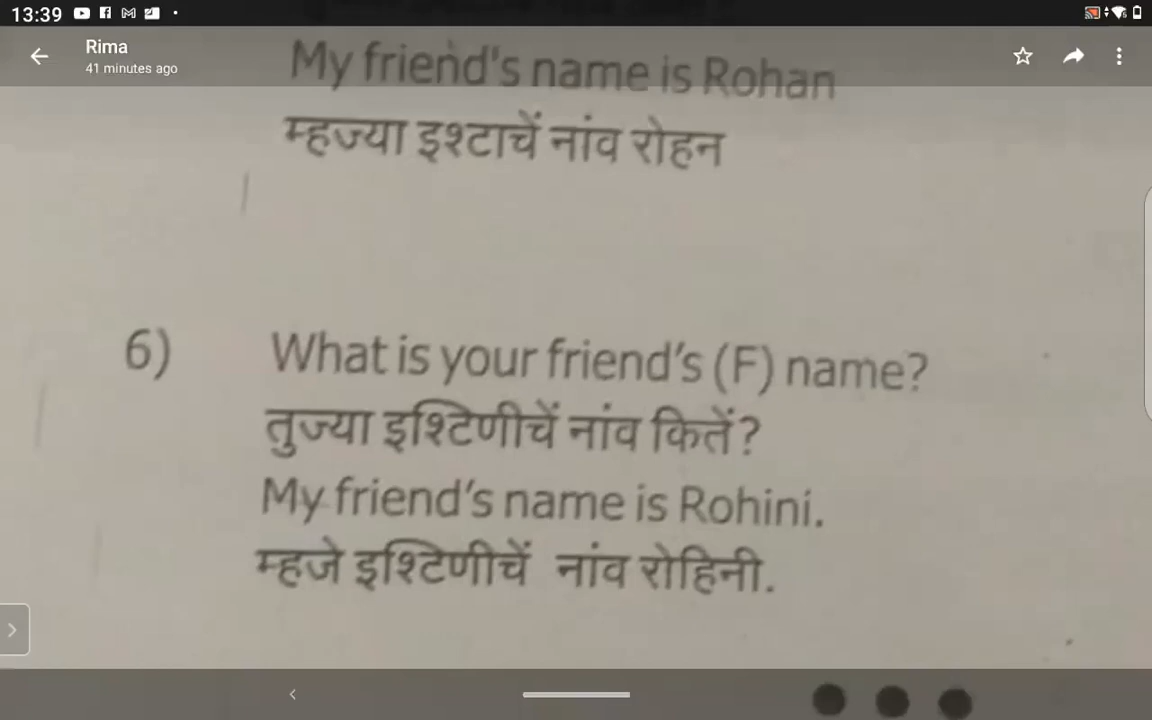 13:39
Rima
41 minutes ago
My friend's name is Rohan
म्हज्या इश्टाचें नांव रोहन
6) What is your friend's (F) name?
तुज्या इश्टिणीचें नांव कितें?
My friend's name is Rohini.
म्हजे इश्टिणीचें नांव रोहिनी.